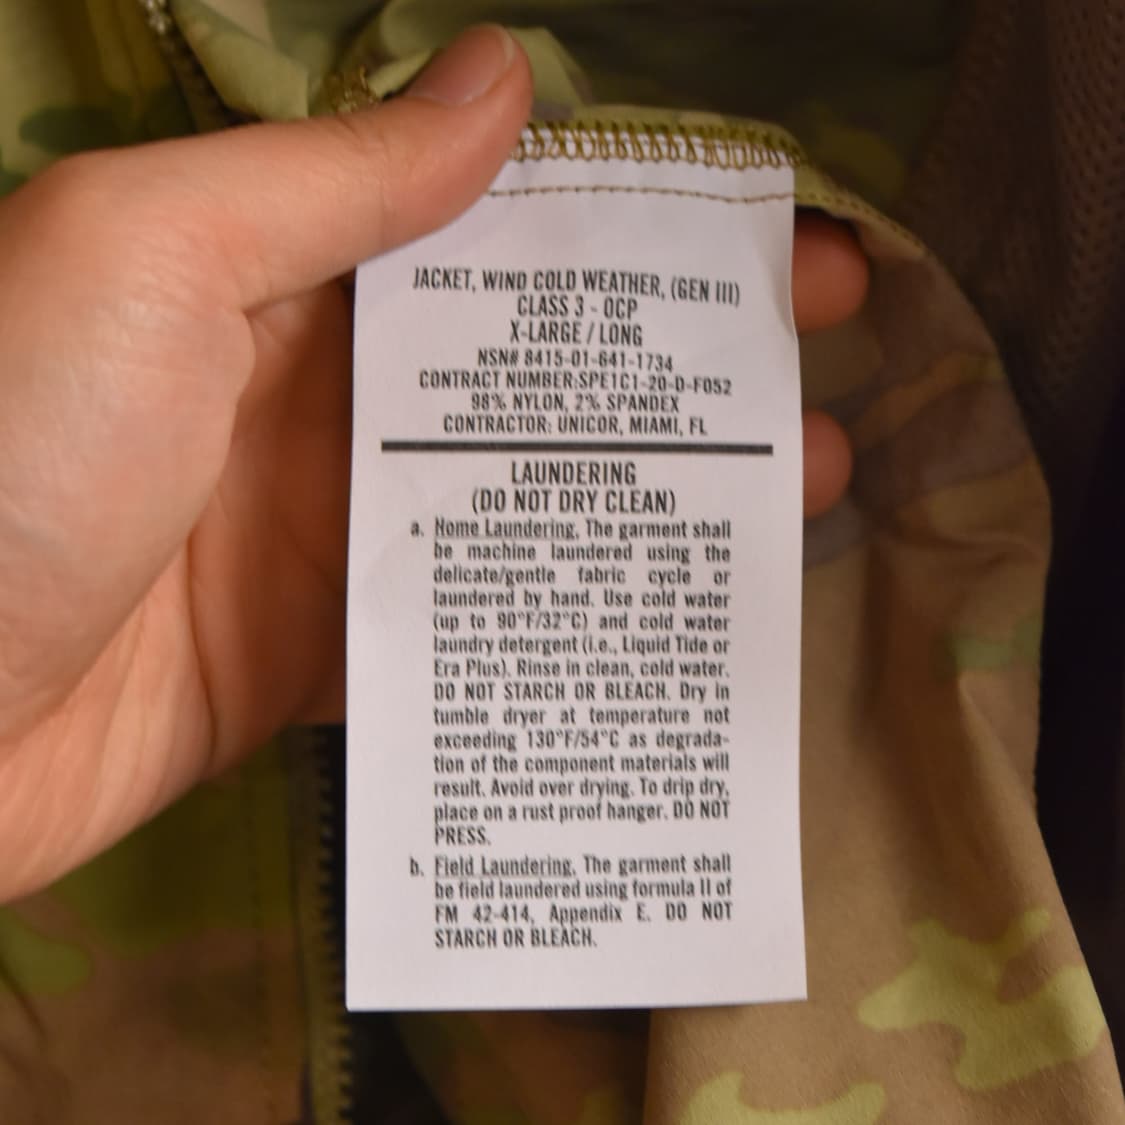 JACKET, WIND COLD WEATHER, (GEN III)
CLASS 3 - OCP
X-LARGE / LONG
NSN# 8415-01-641-1734
CONTRACT NUMBER:SPE1C1-20-D-F052
98% NYLON, 2% SPANDEX
CONTRACTOR: UNICOR, MIAMI, FL
LAUNDERING
(DO NOT DRY CLEAN)
a. Home Laundering. The garment shall
be machine laundered using the
delicate/gentle fabric cycle or
laundered by hand. Use cold water
(up to 90°F/32°C) and cold water
laundry detergent (i.e., Liquid Tide or
Era Plus). Rinse in clean, cold water.
DO NOT STARCH OR BLEACH. Dry in
tumble dryer at temperature not
exceeding 130°F/54°C as degrada-
tion of the component materials will
result. Avoid over drying. To drip dry,
place on a rust proof hanger. DO NOT
PRESS.
b. Field Laundering. The garment shall
be field laundered using formula II of
FM 42-414, Appendix E. DO NOT
STARCH OR BLEACH.